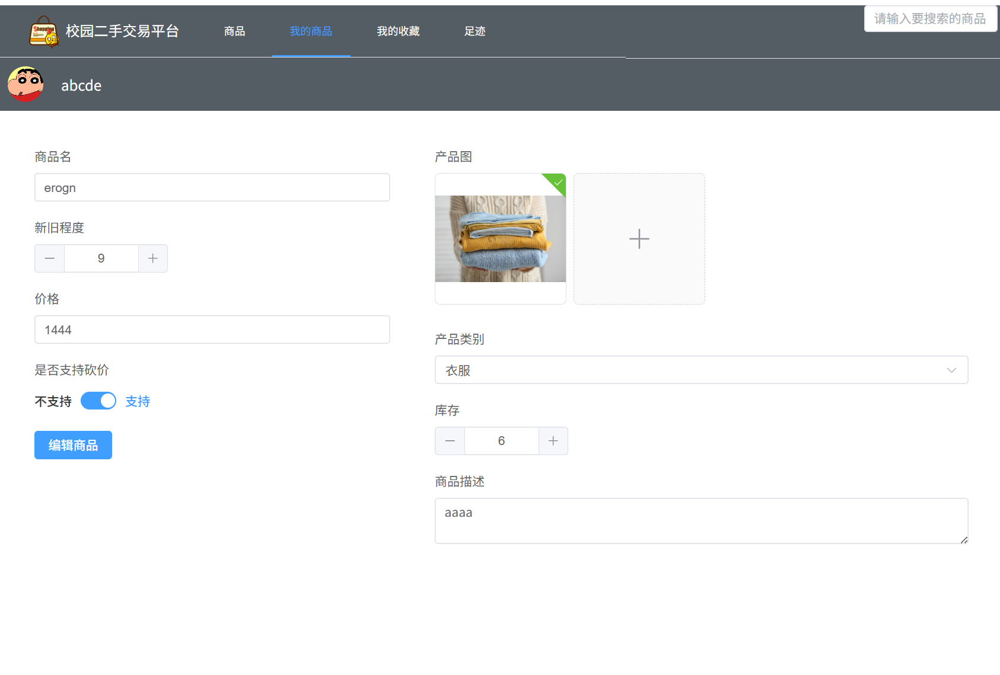 Shopping
校园二手交易平台
商品
我的商品
我的收藏
足迹
请输入要搜索的商品
abcde
商品名
erogn
新旧程度
9
价格
1444
是否支持砍价
不支持
支持
编辑商品
产品图
产品类别
衣服
库存
6
商品描述
aaaa